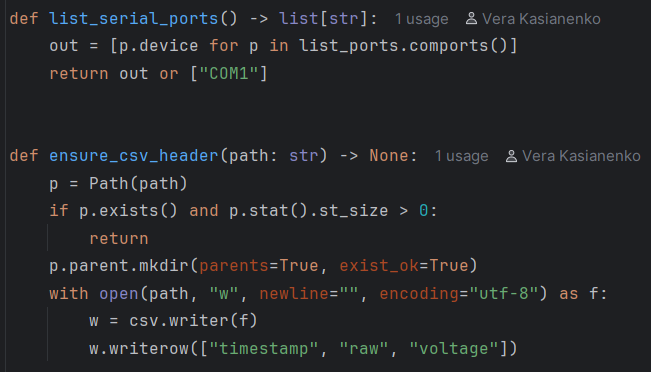 def list_serial_ports() -> list[str]: 1 usage Vera Kasianenko
    out = [p.device for p in list_ports.comports()]
    return out or ["COM1"]
def ensure_csv_header(path: str) -> None: 1 usage Vera Kasianenko
    p = Path(path)
    if p.exists() and p.stat().st_size > 0:
        return
    p.parent.mkdir(parents=True, exist_ok=True)
    with open(path, "w", newline="", encoding="utf-8") as f:
        w = csv.writer(f)
        w.writerow(["timestamp", "raw", "voltage"])